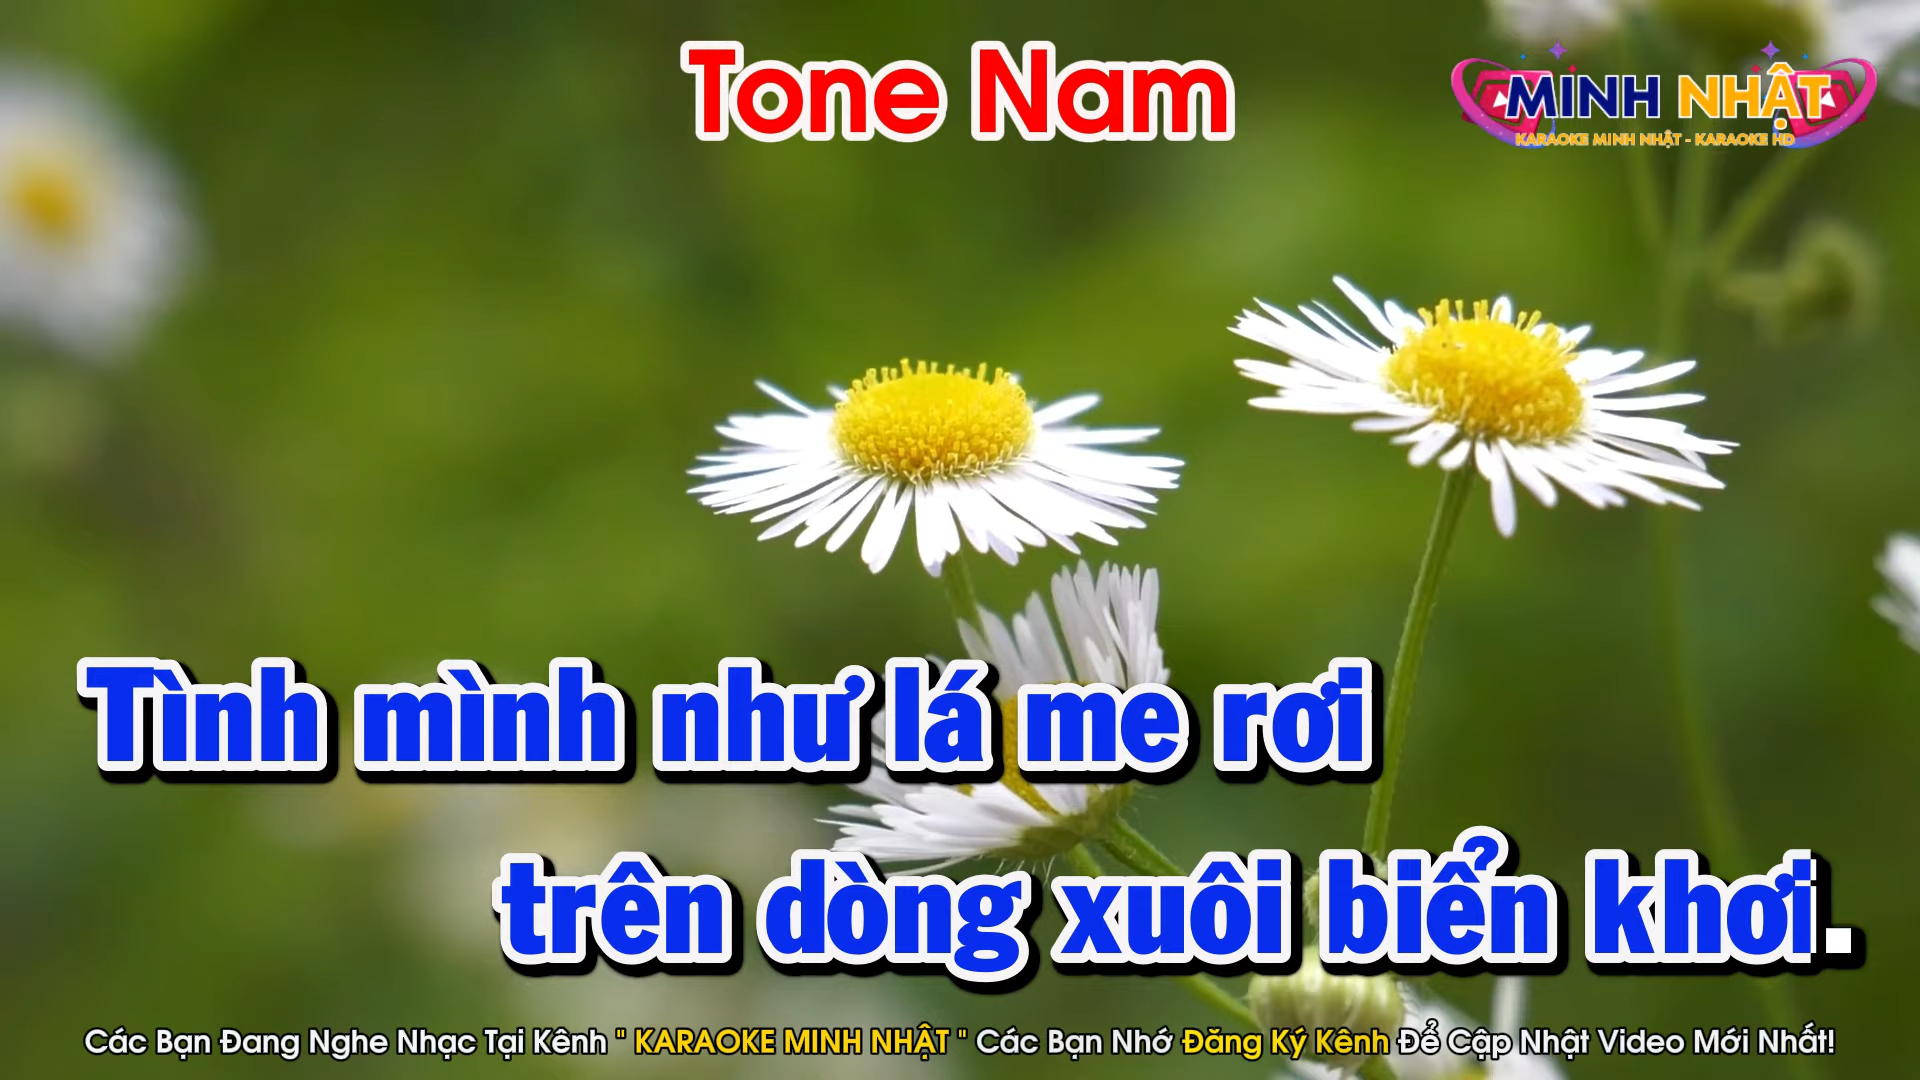 Tone Nam
MINH NHẬT
KARAOKE MINH NHẬT - KARAOKE HD
Tình mình như lá me rơi
trên dòng xuôi biển khơi.
Các Bạn Đang Nghe Nhạc Tại Kênh " KARAOKE MINH NHẬT " Các Bạn Nhớ Đăng Ký Kênh Để Cập Nhật Video Mới Nhất!